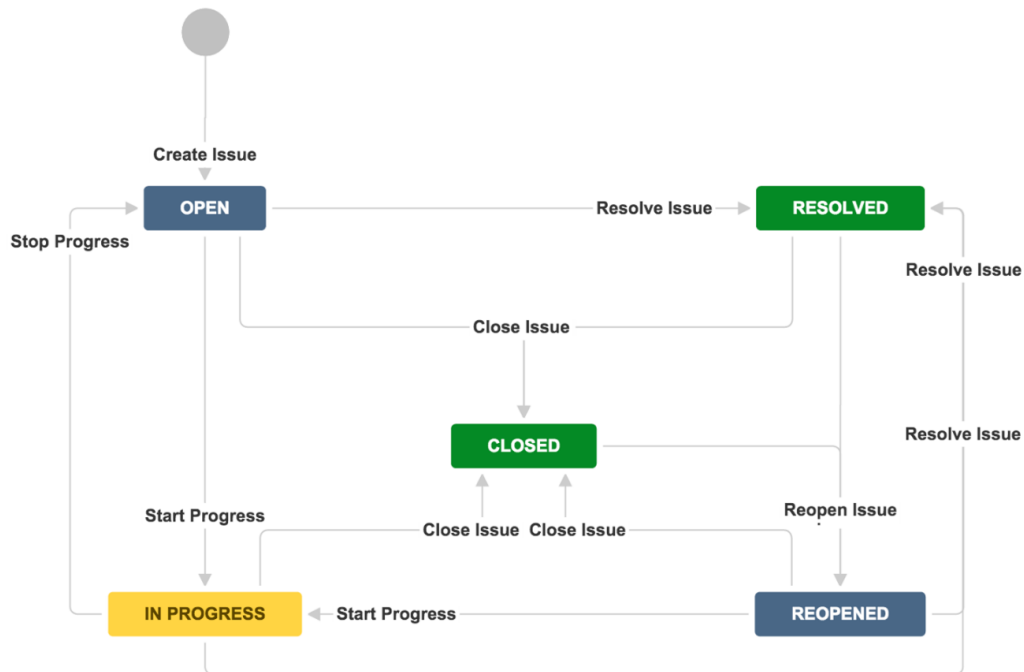 Create Issue
OPEN
Resolve Issue
RESOLVED
Stop Progress
Resolve Issue
Close Issue
Resolve Issue
CLOSED
Start Progress
Reopen Issue
Close Issue
Close Issue
IN PROGRESS
Start Progress
REOPENED